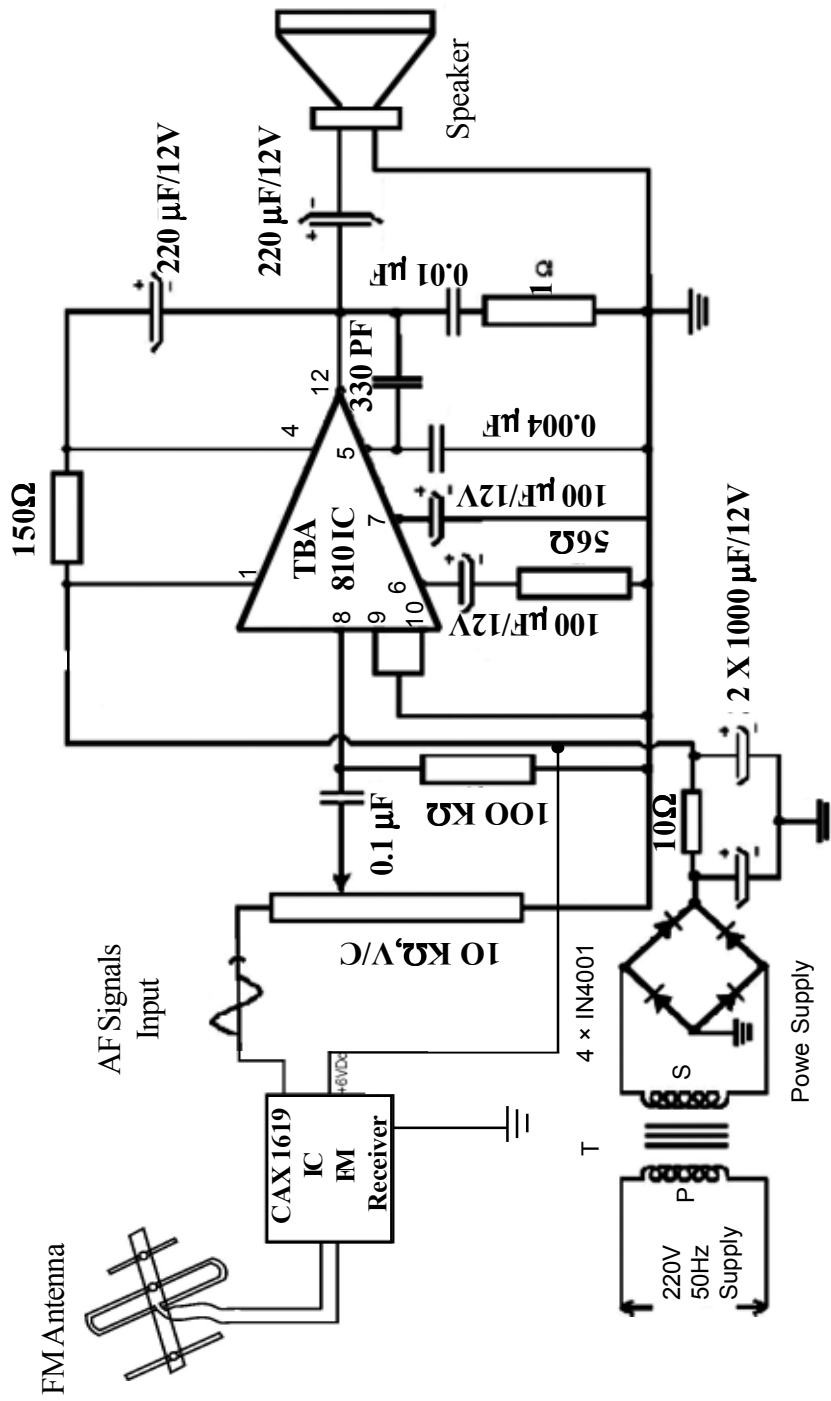 FM Antenna
CAX 1619
IC
FM
Receiver
+6VDc
AF Signals
Input
10 KΩ,V/C
0.1 µF
100 KΩ
150Ω
1
4
TBA
810 IC
8
9
10
6
7
5
12
330 PF
220 µF/12V
220 µF/12V
+
-
+
-
0.01 µF
1 Ω
0.004 µF
100 µF/12V
+
-
56Ω
100 µF/12V
+
-
Speaker
220V
50Hz
Supply
P
T
S
4 × IN4001
Powe Supply
10Ω
+
-
+
-
2 X 1000 µF/12V